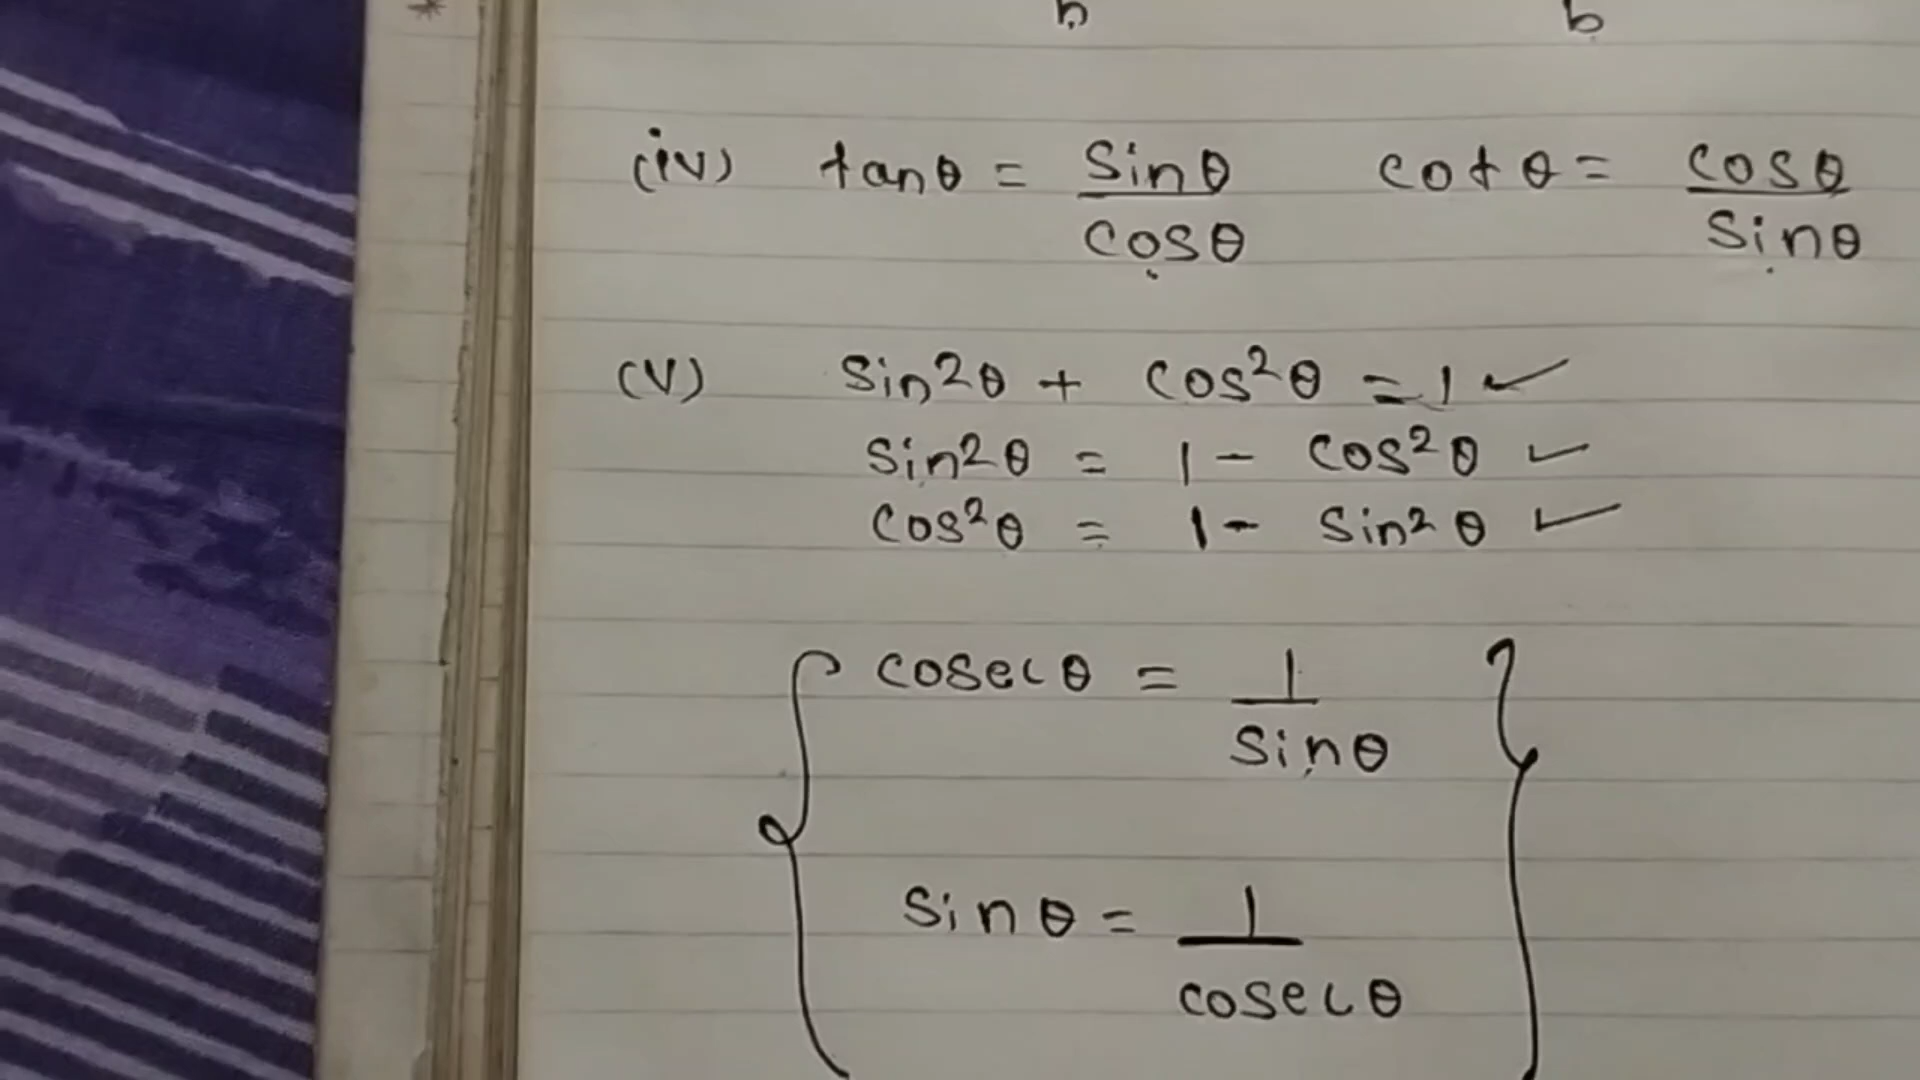 h b
(iv) tanθ = sinθ/cosθ cotθ = cosθ/sinθ
(v) sin²θ + cos²θ = 1 ✓
sin²θ = 1 - cos²θ ✓
cos²θ = 1 - sin²θ ✓
{ cosecθ = 1/sinθ }
sinθ = 1/cosecθ